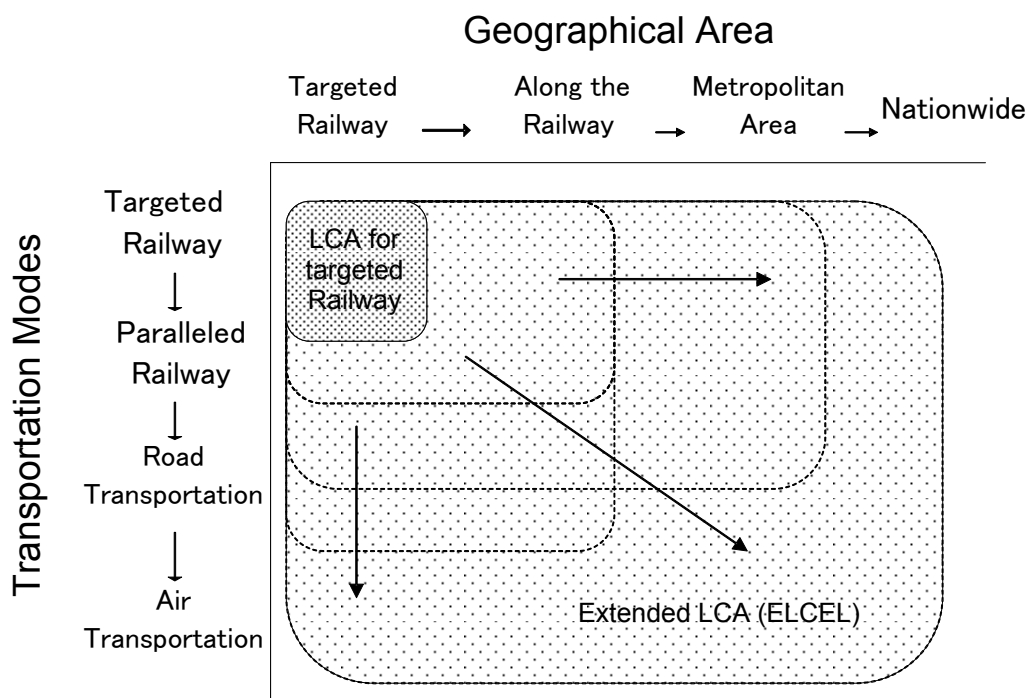 Geographical Area
Targeted
Railway
Along the
Railway
Metropolitan
Area
Nationwide
Transportation Modes
Targeted
Railway
Paralleled
Railway
Road
Transportation
Air
Transportation
LCA for
targeted
Railway
Extended LCA (ELCEL)